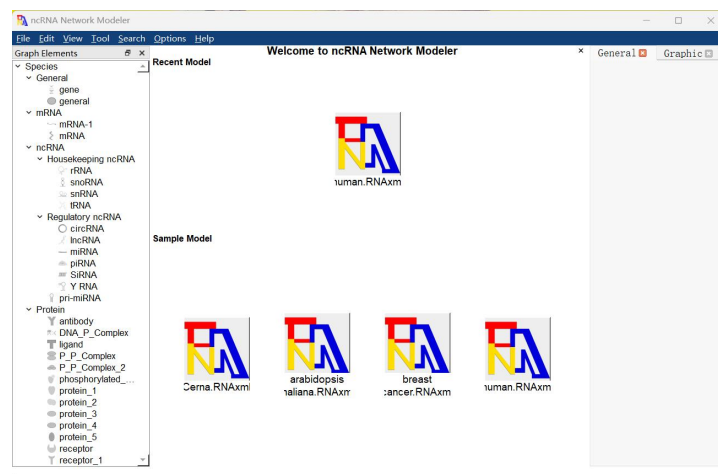 ncRNA Network Modeler
File Edit View Tool Search Options Help
Graph Elements
Species
General
gene
general
mRNA
mRNA-1
mRNA
ncRNA
Housekeeping ncRNA
rRNA
snoRNA
snRNA
tRNA
Regulatory ncRNA
circRNA
lncRNA
miRNA
piRNA
SiRNA
Y RNA
pri-miRNA
Protein
antibody
DNA_P_Complex
ligand
P_P_Complex
P_P_Complex_2
phosphorylated_...
protein_1
protein_2
protein_3
protein_4
protein_5
receptor
receptor_1
Welcome to ncRNA Network Modeler
Recent Model
human.RNAxm
Sample Model
Cerna.RNAxml
arabidopsis
thaliana.RNAxm
breast
cancer.RNAxm
human.RNAxm
General
Graphic